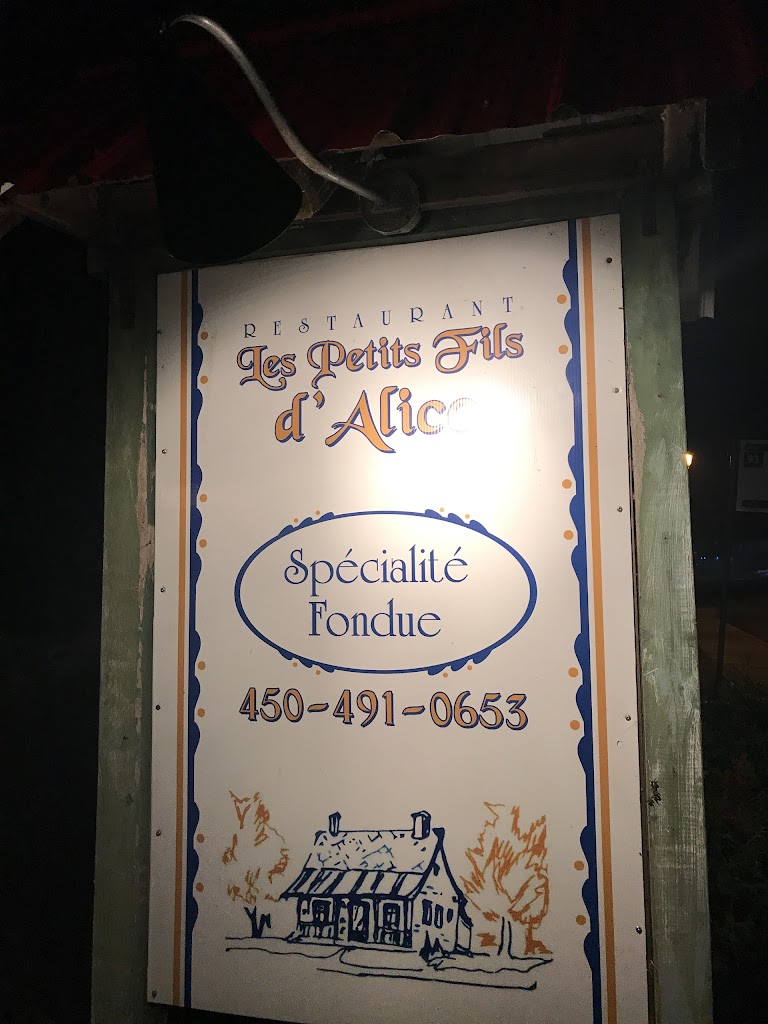 RESTAURANT
Les Petits Fils
d'Alice
Spécialité
Fondue
450-491-0653